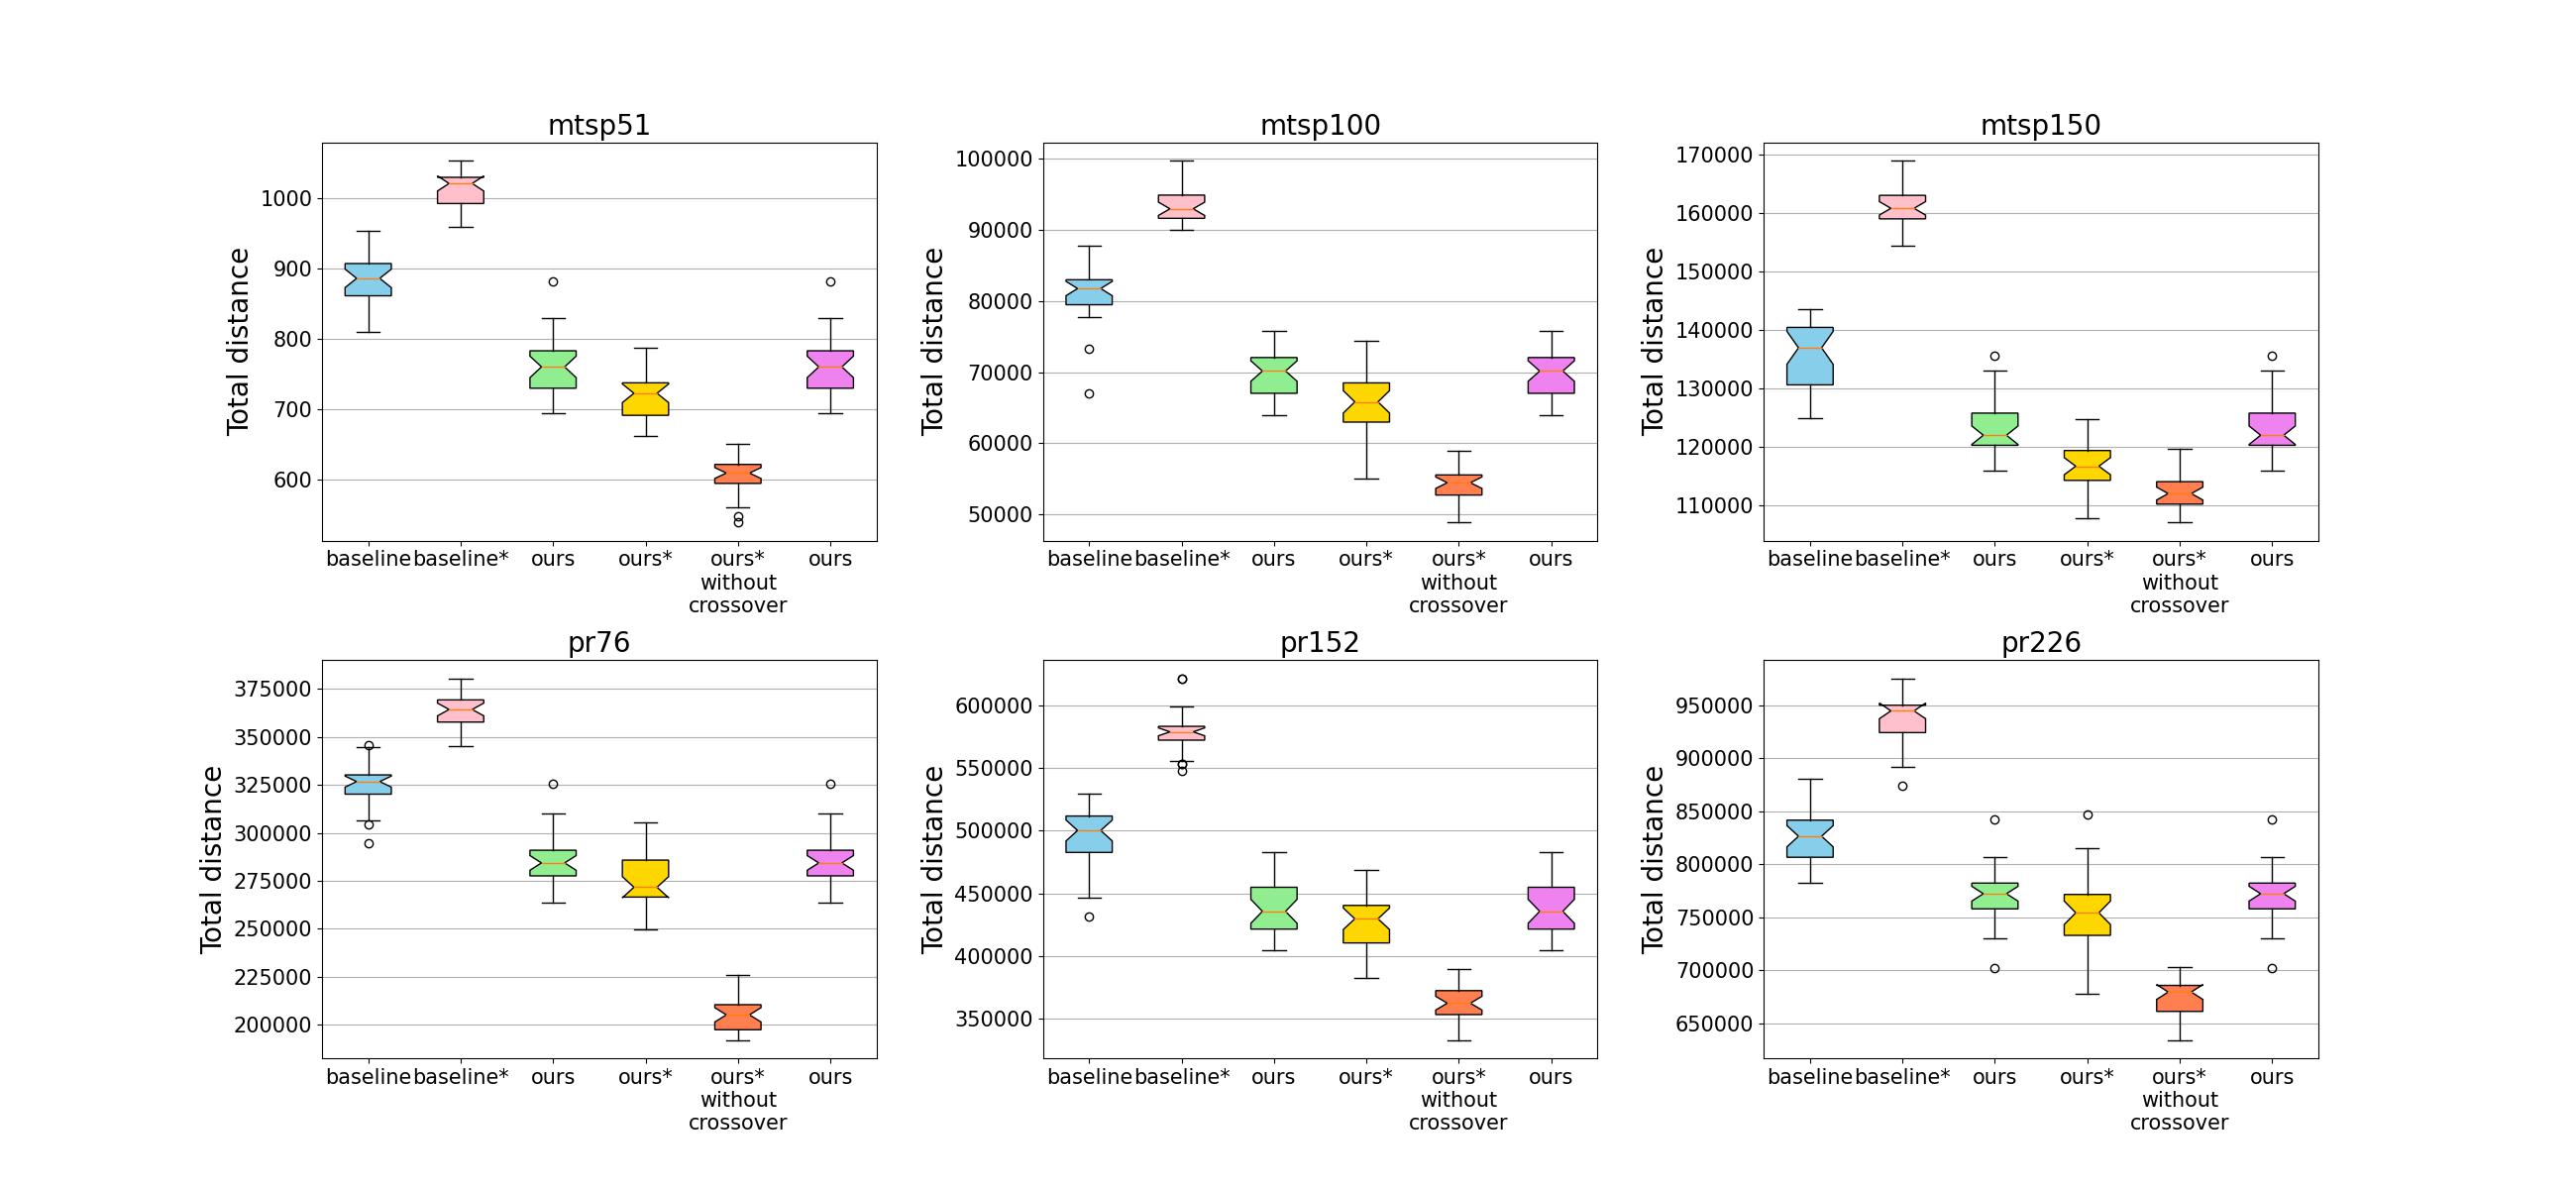 mtsp51
Total distance
1000
900
800
700
600
baseline baseline* ours ours* ours* ours
without
crossover
mtsp100
Total distance
100000
90000
80000
70000
60000
50000
baseline baseline* ours ours* ours* ours
without
crossover
mtsp150
Total distance
170000
160000
150000
140000
130000
120000
110000
baseline baseline* ours ours* ours* ours
without
crossover
pr76
Total distance
375000
350000
325000
300000
275000
250000
225000
200000
baseline baseline* ours ours* ours* ours
without
crossover
pr152
Total distance
600000
550000
500000
450000
400000
350000
baseline baseline* ours ours* ours* ours
without
crossover
pr226
Total distance
950000
900000
850000
800000
750000
700000
650000
baseline baseline* ours ours* ours* ours
without
crossover